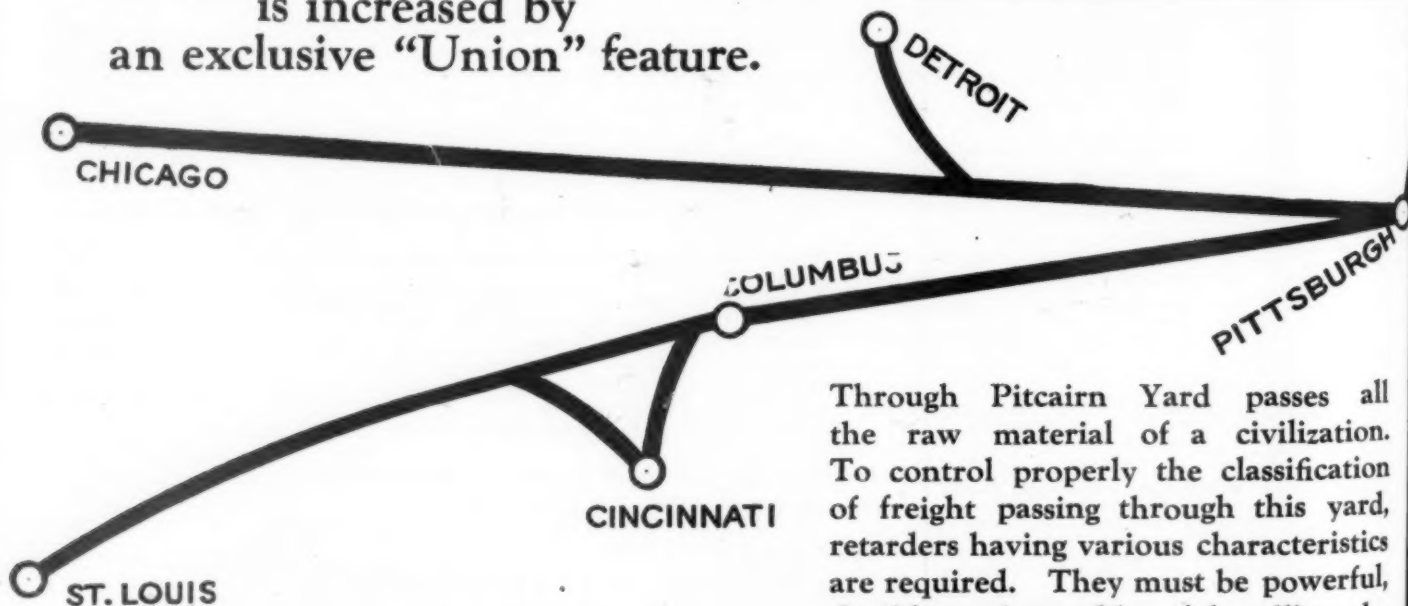 is increased by
an exclusive “Union” feature.
DETROIT
CHICAGO
COLUMBUS
PITTSBURGH
CINCINNATI
ST. LOUIS
Through Pitcairn Yard passes all
the raw material of a civilization.
To control properly the classification
of freight passing through this yard,
retarders having various characteristics
are required. They must be powerful,